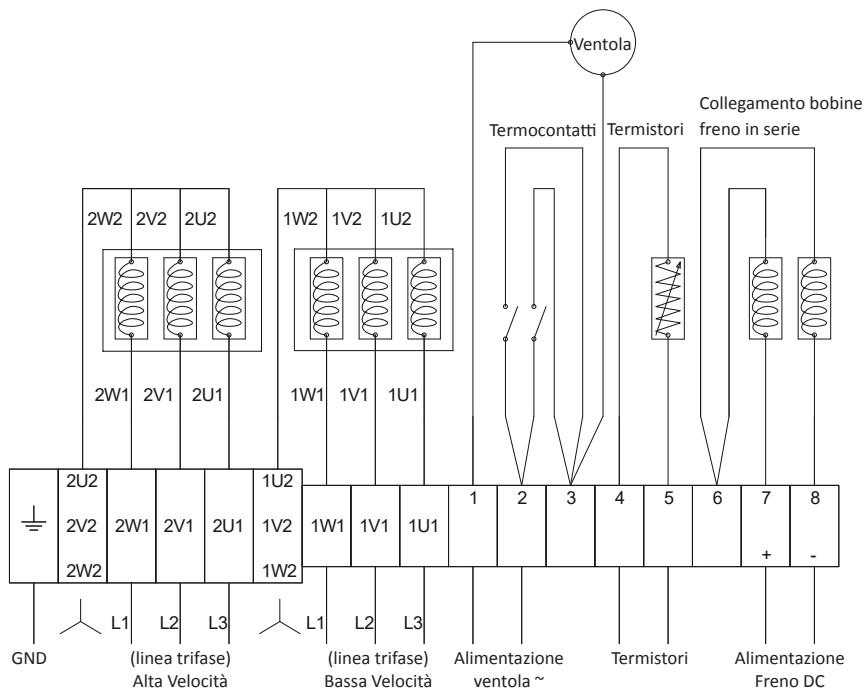 Ventola
Collegamento bobine
freno in serie
Termocontatti
Termistori
2W2 2V2 2U2
1W2 1V2 1U2
2W1 2V1 2U1
1W1 1V1 1U1
2U2
2V2
2W2
2W1 2V1 2U1
1U2
1V2
1W2
1W1 1V1 1U1
1 2 3 4 5 6 7 8
+ -
L1 L2 L3
L1 L2 L3
GND
(linea trifase)
Alta Velocità
(linea trifase)
Bassa Velocità
Alimentazione
ventola ~
Termistori
Alimentazione
Freno DC